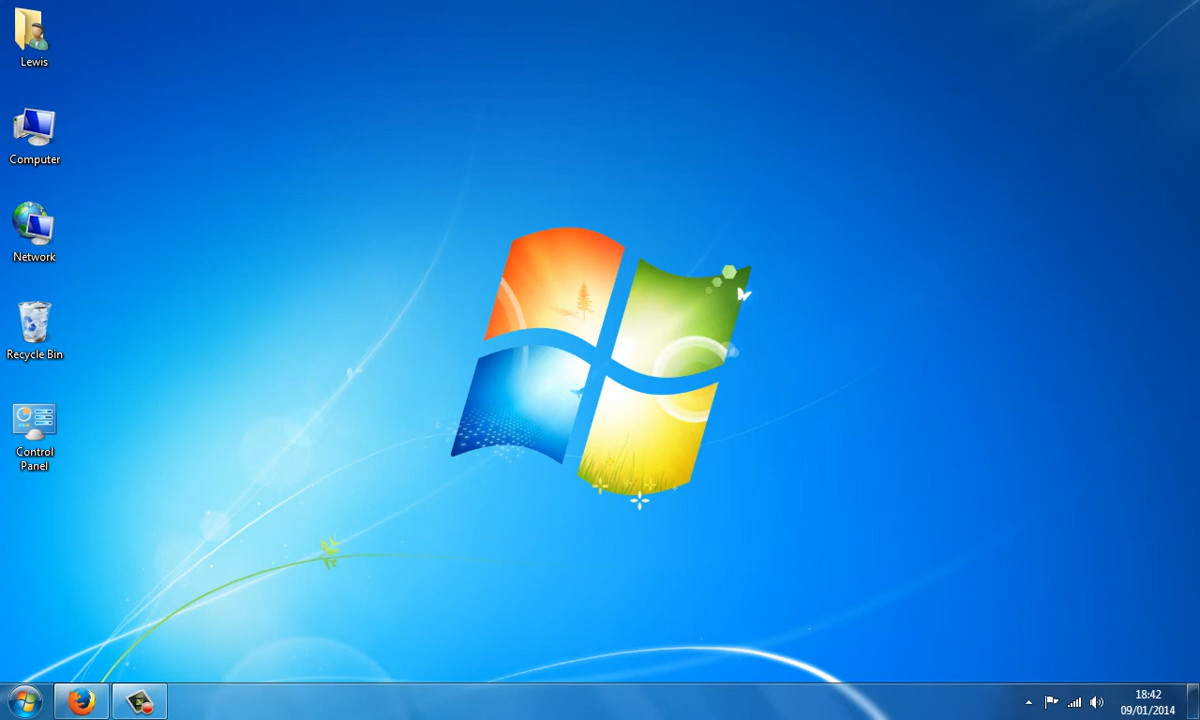 Lewis
Computer
Network
Recycle Bin
Control
Panel
18:42
09/01/2014